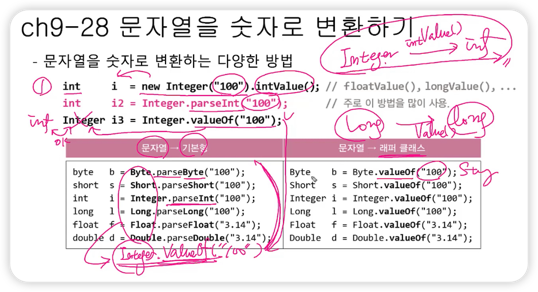 ch9-28 문자열을 숫자로 변환하기
Integer intValue() int
- 문자열을 숫자로 변환하는 다양한 방법
① int i = new Integer("100").intValue(); // floatValue(), longValue(), ...
int i2 = Integer.parseInt("100"); // 주로 이 방법을 많이 사용.
int Integer i3 = Integer.valueOf("100");
Long Value() long
문자열 → 기본형
byte b = Byte.parseByte("100");
short s = Short.parseShort("100");
int i = Integer.parseInt("100");
long l = Long.parseLong("100");
float f = Float.parseFloat("3.14");
double d = Double.parseDouble("3.14");
Integer.valueOf("100")
문자열 → 래퍼 클래스
Byte b = Byte.valueOf("100");
Short s = Short.valueOf("100");
Integer i = Integer.valueOf("100");
Long l = Long.valueOf("100");
Float f = Float.valueOf("3.14");
Double d = Double.valueOf("3.14");